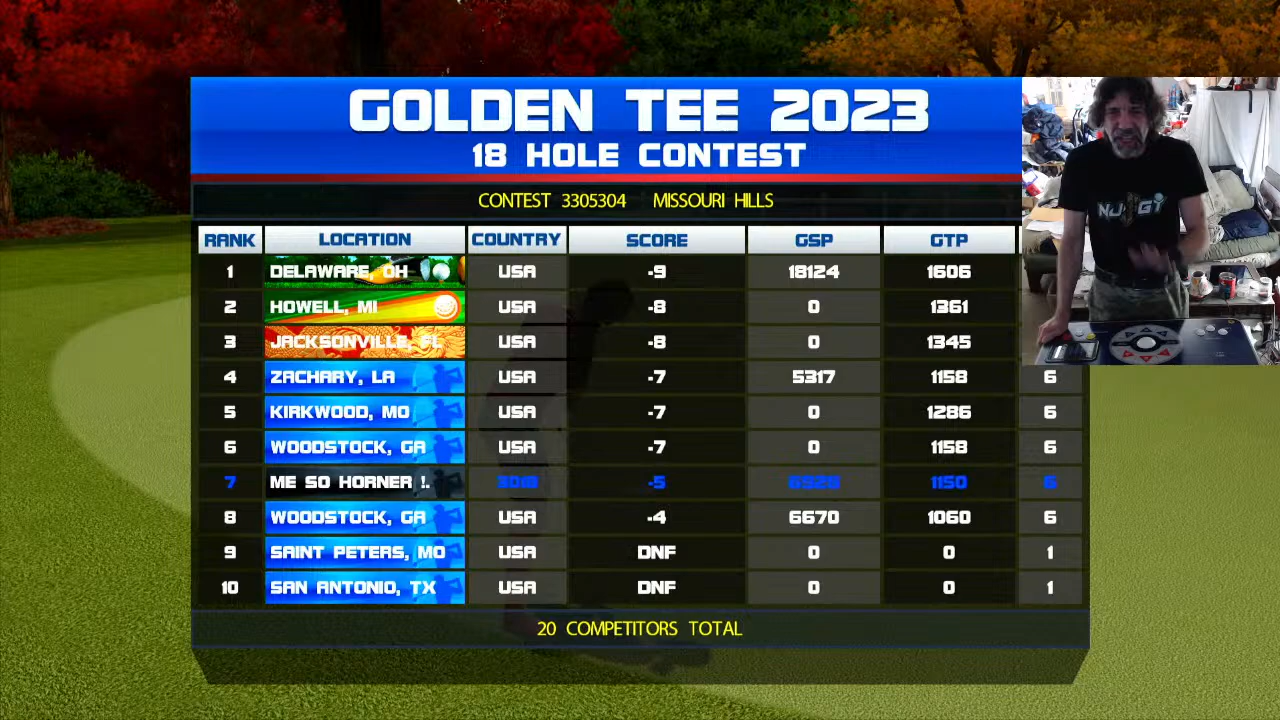 GOLDEN TEE 2023
18 HOLE CONTEST
CONTEST 3305304 MISSOURI HILLS
RANK LOCATION COUNTRY SCORE GSP GTP
1 DELAWARE, OH USA -9 18124 1606
2 HOWELL, MI USA -8 0 1361
3 JACKSONVILLE, FL USA -8 0 1345
4 ZACHARY, LA USA -7 5317 1158 6
5 KIRKWOOD, MO USA -7 0 1286 6
6 WOODSTOCK, GA USA -7 0 1158 6
7 ME SO HORNER !. -5 1150 6
8 WOODSTOCK, GA USA -4 6670 1060 6
9 SAINT PETERS, MO USA DNF 0 0 1
10 SAN ANTONIO, TX USA DNF 0 0 1
20 COMPETITORS TOTAL